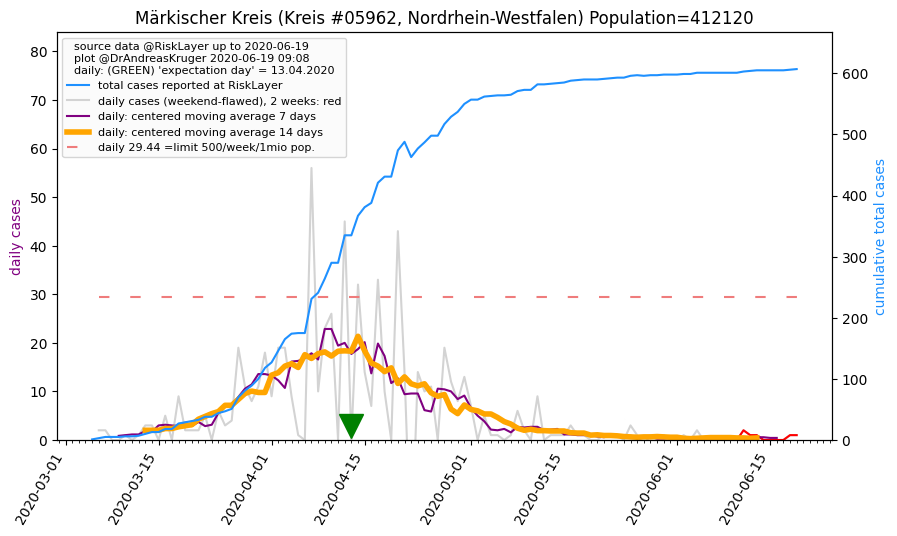 Märkischer Kreis (Kreis #05962, Nordrhein-Westfalen) Population=412120
source data @RiskLayer up to 2020-06-19
plot @DrAndreasKruger 2020-06-19 09:08
daily: (GREEN) 'expectation day' = 13.04.2020
total cases reported at RiskLayer
daily cases (weekend-flawed), 2 weeks: red
daily: centered moving average 7 days
daily: centered moving average 14 days
daily 29.44 =limit 500/week/1mio pop.
daily cases
80
70
60
50
40
30
20
10
0
cumulative total cases
600
500
400
300
200
100
0
2020-03-01
2020-03-15
2020-04-01
2020-04-15
2020-05-01
2020-05-15
2020-06-01
2020-06-15